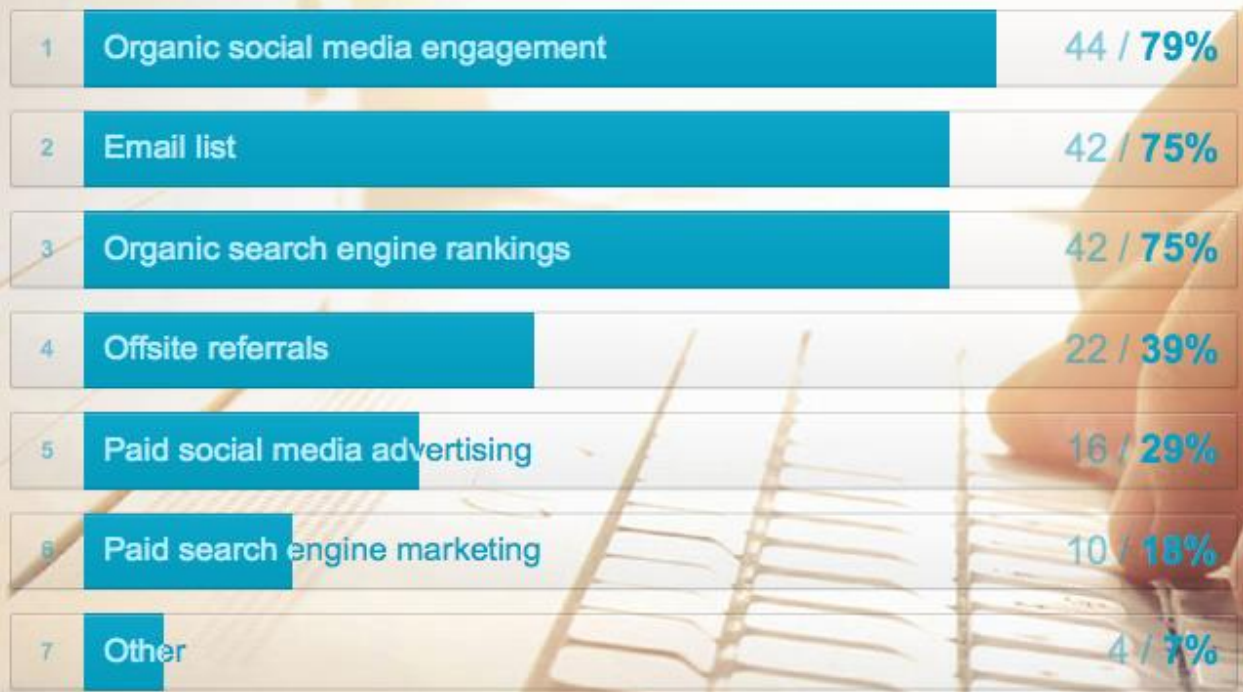 1 Organic social media engagement 44 / 79%
2 Email list 42 / 75%
3 Organic search engine rankings 42 / 75%
4 Offsite referrals 22 / 39%
5 Paid social media advertising 16 / 29%
6 Paid search engine marketing 10 / 18%
7 Other 4 / 7%